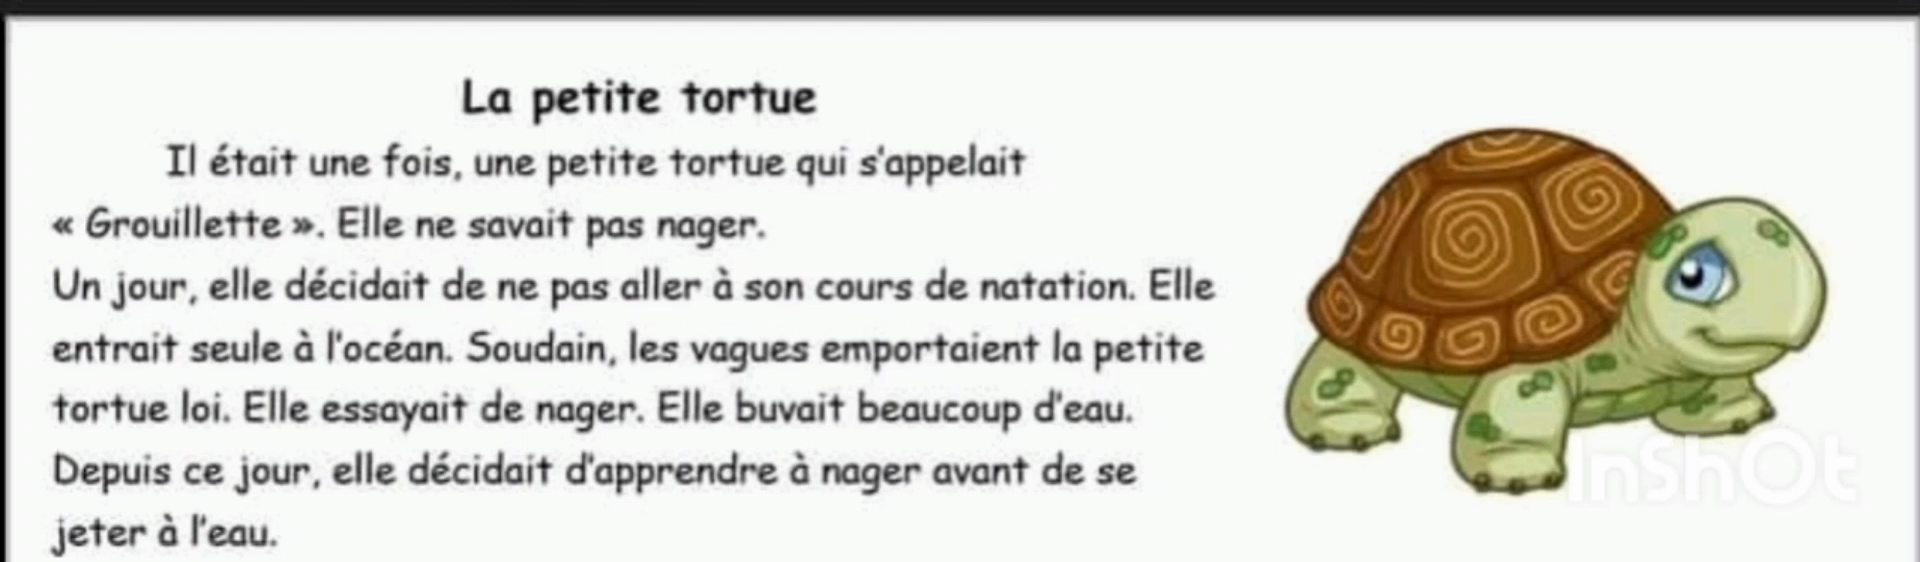 La petite tortue
Il était une fois, une petite tortue qui s'appelait
« Grouillette ». Elle ne savait pas nager.
Un jour, elle décidait de ne pas aller à son cours de natation. Elle
entrait seule à l'océan. Soudain, les vagues emportaient la petite
tortue loi. Elle essayait de nager. Elle buvait beaucoup d'eau.
Depuis ce jour, elle décidait d'apprendre à nager avant de se
jeter à l'eau.
InShOt